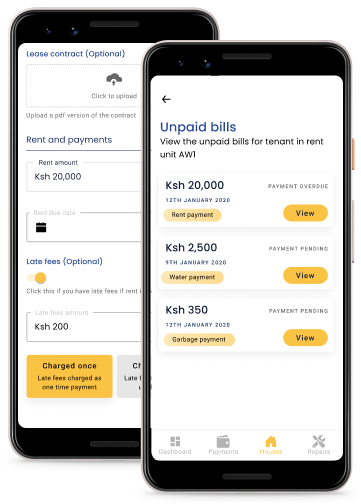 Lease contract (Optional)
Click to upload
Upload a pdf version of the contract
Rent and payments
Rent amount
Ksh 20,000
Rent due date
Late fees (Optional)
Click this if you have late fees if rent i
Late fees amount
Ksh 200
Charged once
Late fees charged as
one time payment
Ch
Late f
u
Unpaid bills
View the unpaid bills for tenant in rent
unit AW1
Ksh 20,000
PAYMENT OVERDUE
12TH JANUARY 2020
Rent payment
View
Ksh 2,500
PAYMENT PENDING
9TH JANUARY 2020
Water payment
View
Ksh 350
PAYMENT PENDING
12TH JANUARY 2020
Garbage payment
View
Dashboard
Payments
Houses
Repairs